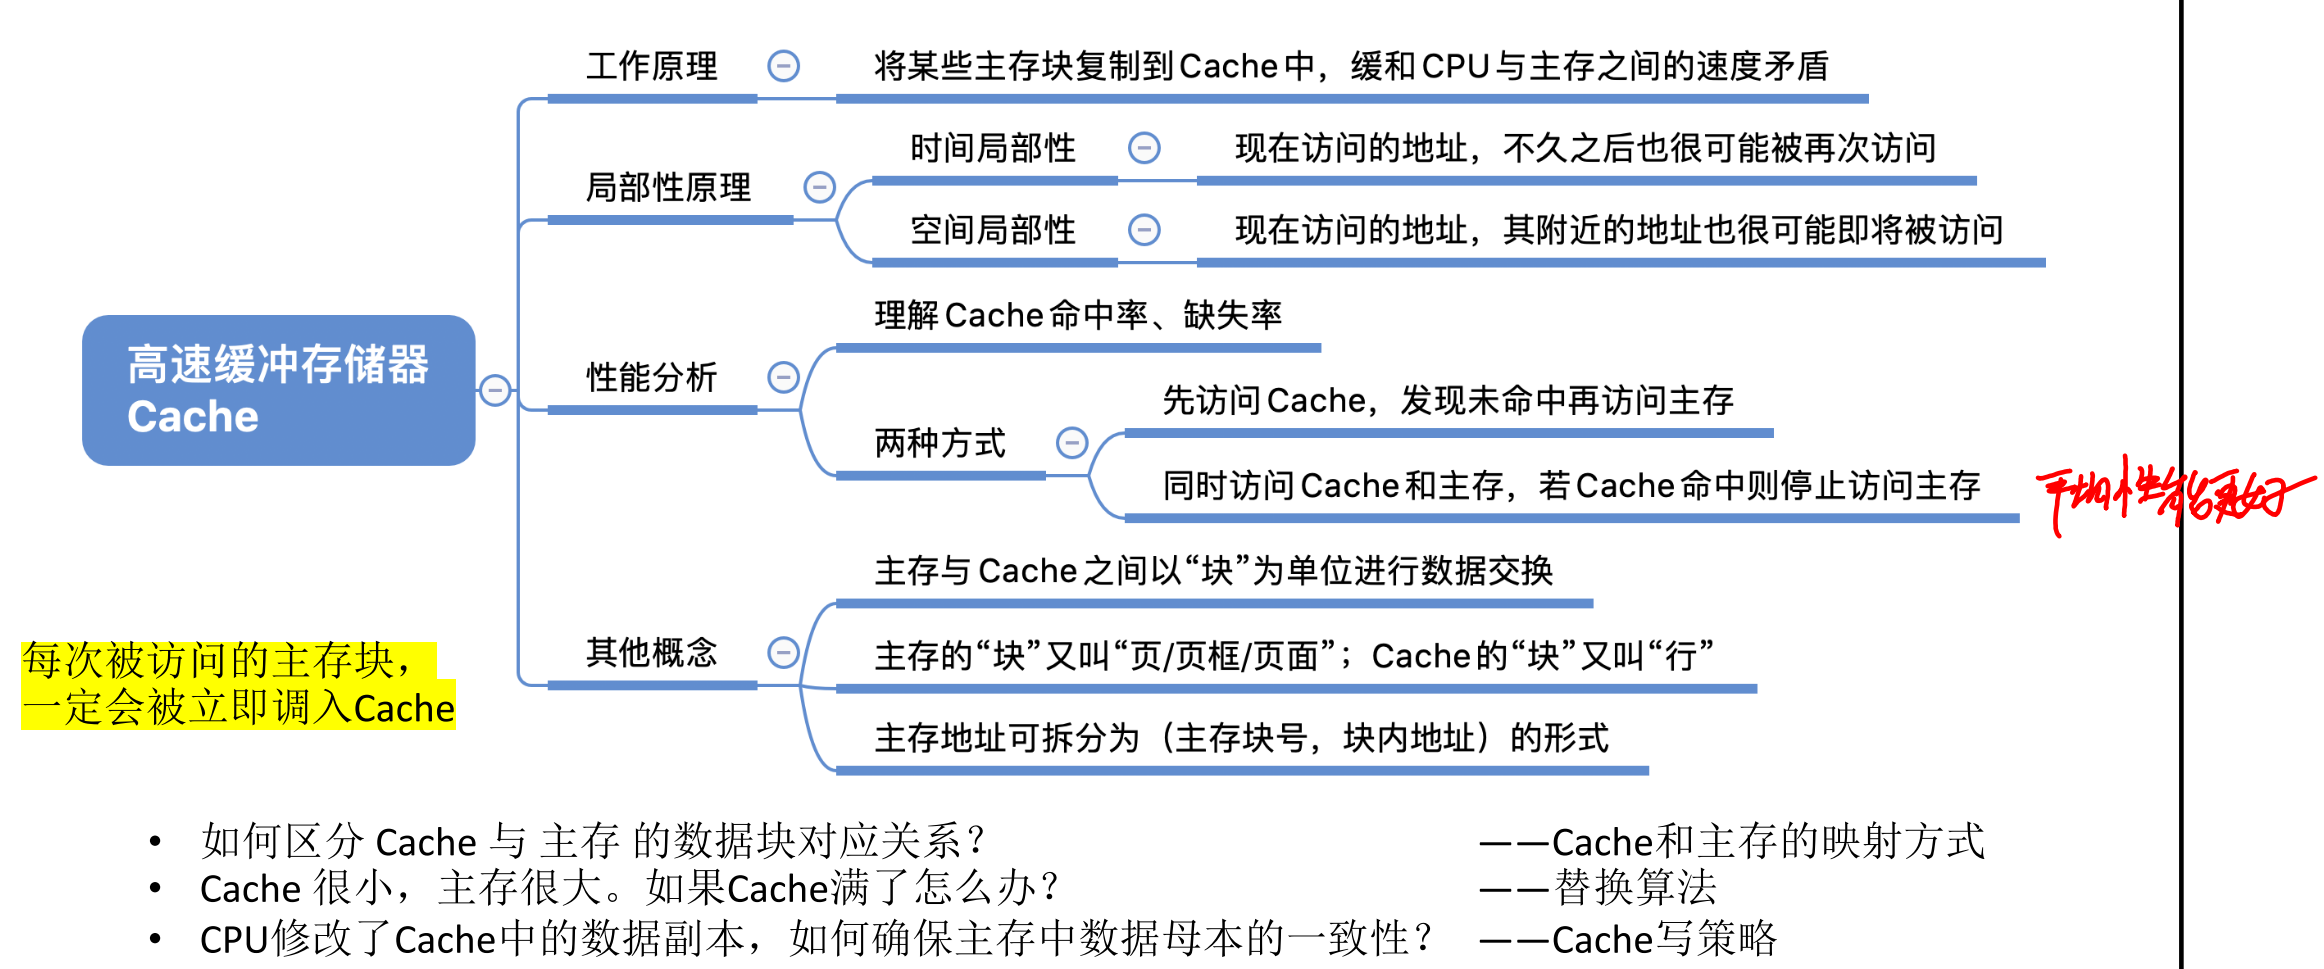 工作原理
将某些主存块复制到Cache中，缓和CPU与主存之间的速度矛盾
局部性原理
时间局部性
现在访问的地址，不久之后也很可能被再次访问
空间局部性
现在访问的地址，其附近的地址也很可能即将被访问
高速缓冲存储器
Cache
性能分析
理解Cache命中率、缺失率
两种方式
先访问Cache，发现未命中再访问主存
同时访问Cache和主存，若Cache命中则停止访问主存
平均性能更好
其他概念
主存与Cache之间以“块”为单位进行数据交换
主存的“块”又叫“页/页框/页面”；Cache的“块”又叫“行”
主存地址可拆分为（主存块号，块内地址）的形式
每次被访问的主存块，
一定会被立即调入Cache
• 如何区分 Cache 与 主存 的数据块对应关系？ ——Cache和主存的映射方式
• Cache 很小，主存很大。如果Cache满了怎么办？ ——替换算法
• CPU修改了Cache中的数据副本，如何确保主存中数据母本的一致性？ ——Cache写策略